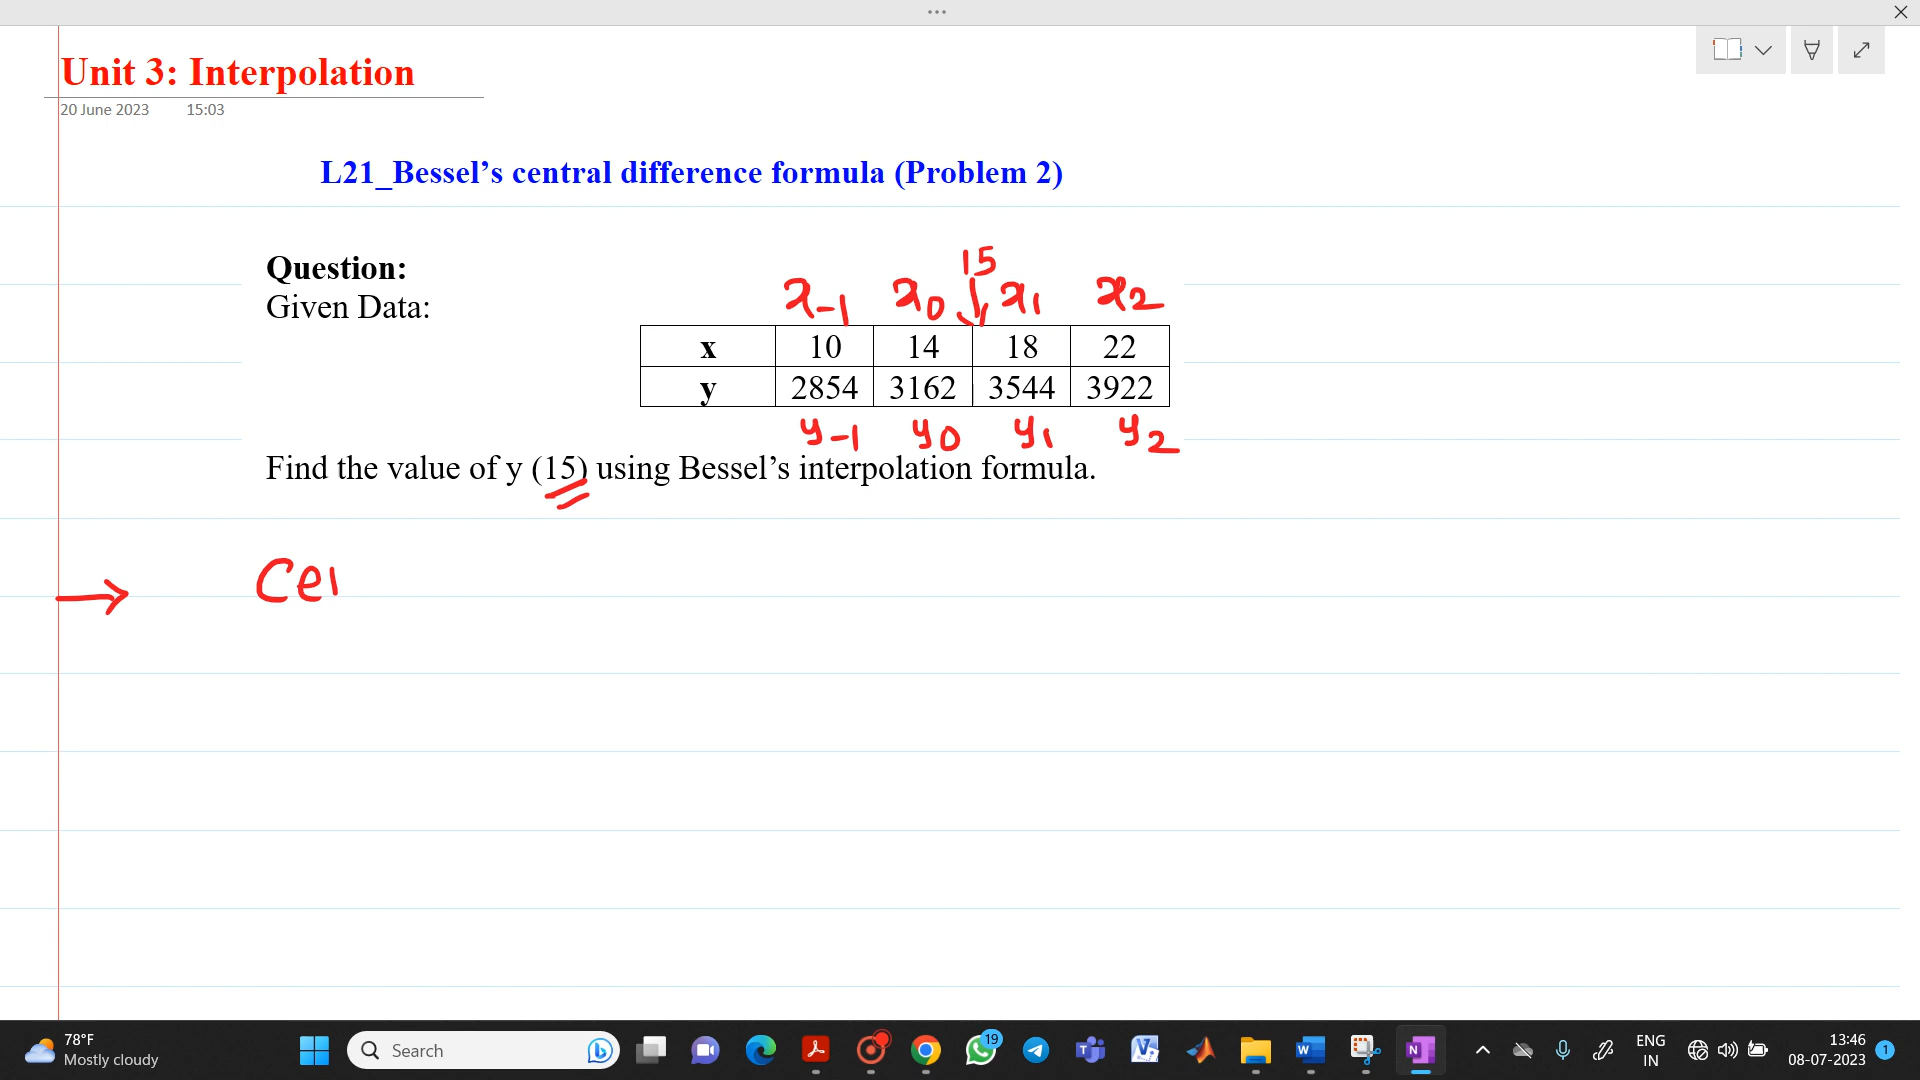 Unit 3: Interpolation
20 June 2023 15:03
L21_Bessel’s central difference formula (Problem 2)
Question:
Given Data:
15
x₋₁ x₀ x₁ x₂
x 10 14 18 22
y 2854 3162 3544 3922
y₋₁ y₀ y₁ y₂
Find the value of y (15) using Bessel’s interpolation formula.
78°F
Mostly cloudy
Search
19
ENG
IN
13:46
08-07-2023
1